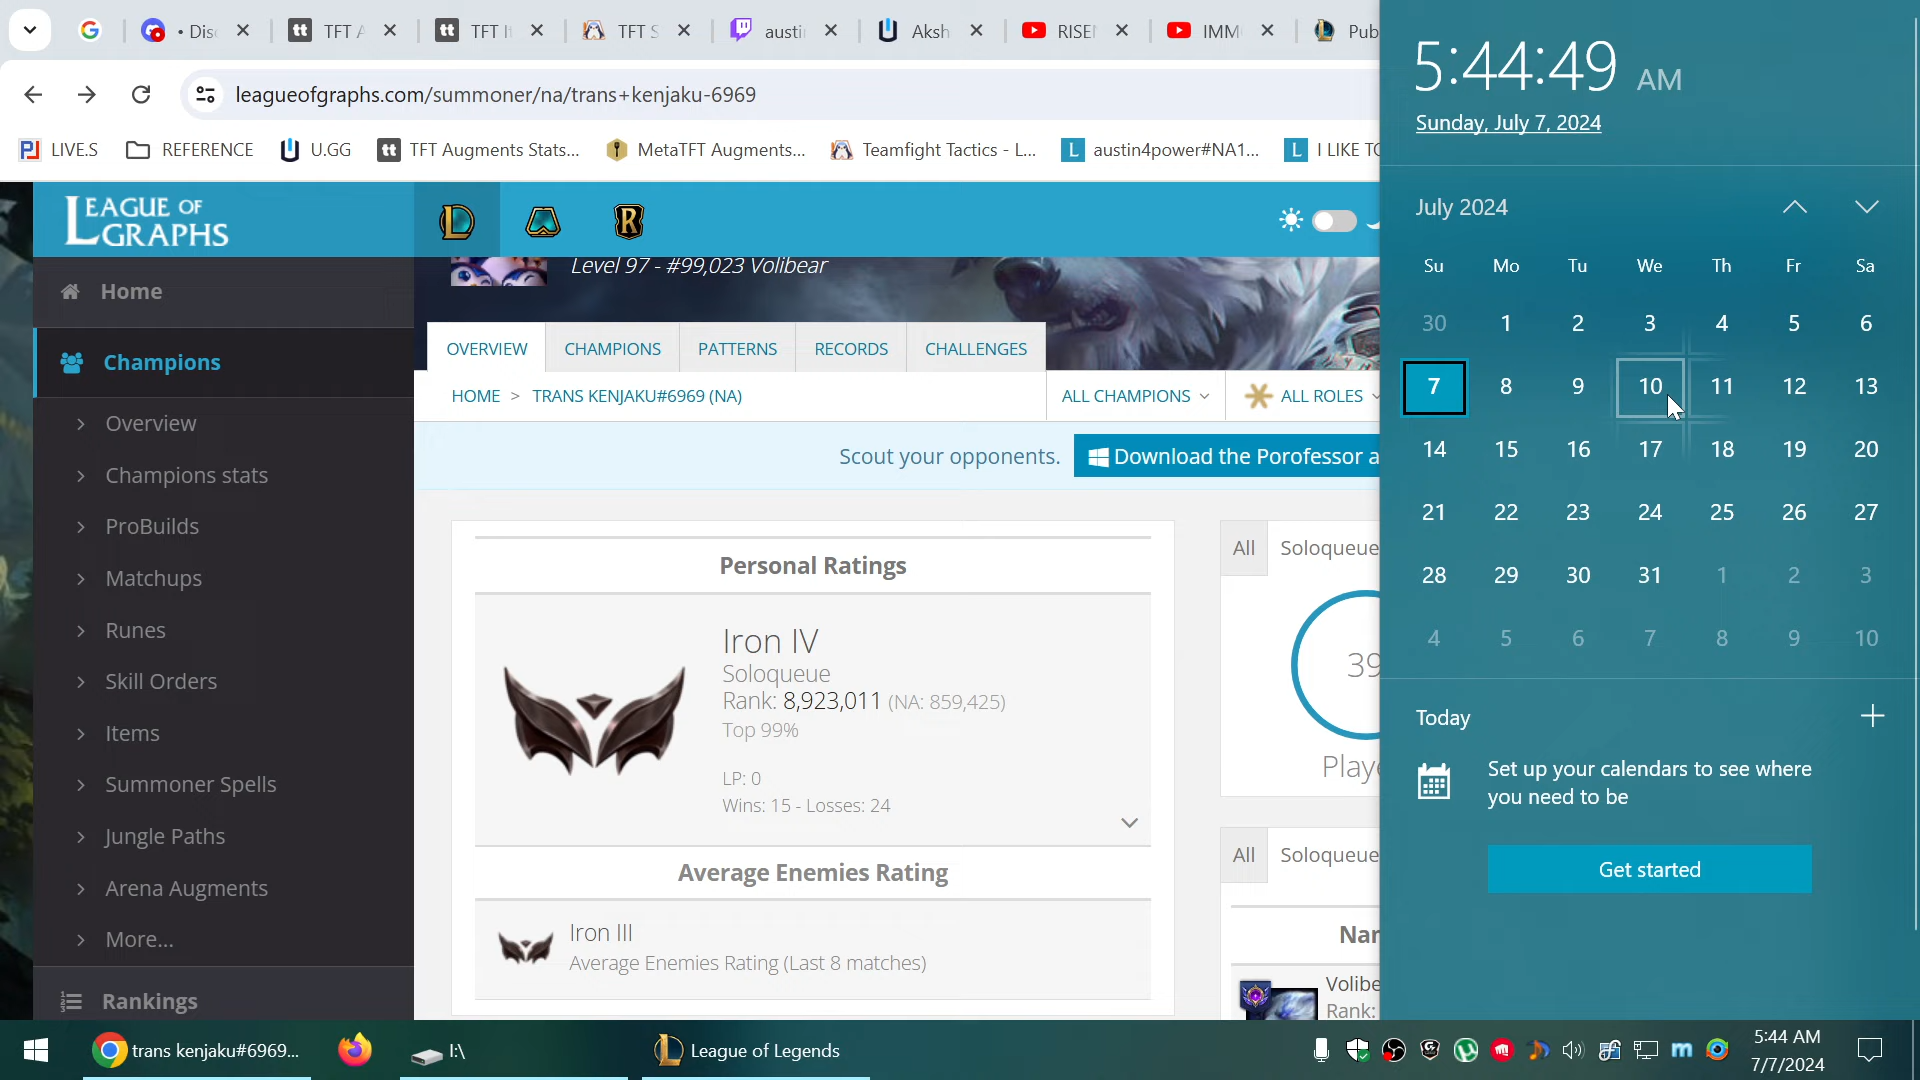 • Dis
TFT A
TFT I
TFT S
austi
Aksh
RISE
IMM
Pub
leagueofgraphs.com/summoner/na/trans+kenjaku-6969
LIVE.S
REFERENCE
U.GG
TFT Augments Stats...
MetaTFT Augments...
Teamfight Tactics - L...
austin4power#NA1...
I LIKE TO
LEAGUE OF
GRAPHS
Home
Champions
Overview
Champions stats
ProBuilds
Matchups
Runes
Skill Orders
Items
Summoner Spells
Jungle Paths
Arena Augments
More...
Rankings
Level 97 - #99,023 Volibear
OVERVIEW
CHAMPIONS
PATTERNS
RECORDS
CHALLENGES
HOME > TRANS KENJAKU#6969 (NA)
ALL CHAMPIONS
ALL ROLES
Scout your opponents.
Download the Porofessor a
Personal Ratings
Iron IV
Soloqueue
Rank: 8,923,011 (NA: 859,425)
Top 99%
LP: 0
Wins: 15 - Losses: 24
Average Enemies Rating
Iron III
Average Enemies Rating (Last 8 matches)
All Soloqueue
39
Playe
All Soloqueue
Nar
Volibe
Rank:
5:44:49 AM
Sunday, July 7, 2024
July 2024
Su Mo Tu We Th Fr Sa
30 1 2 3 4 5 6
7 8 9 10 11 12 13
14 15 16 17 18 19 20
21 22 23 24 25 26 27
28 29 30 31 1 2 3
4 5 6 7 8 9 10
Today
Set up your calendars to see where
you need to be
Get started
trans kenjaku#6969...
I:\
League of Legends
5:44 AM
7/7/2024